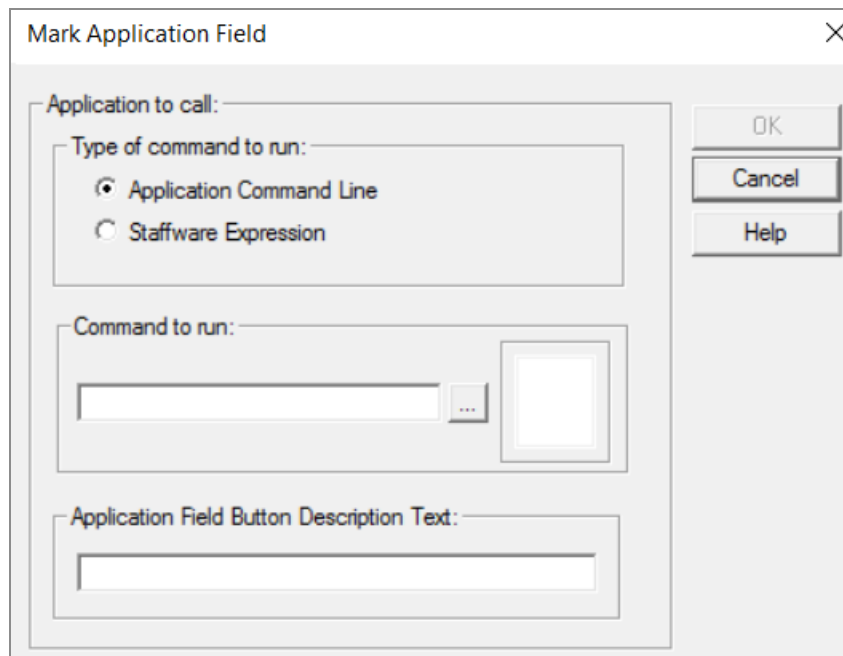 Mark Application Field
Application to call:
Type of command to run:
Application Command Line
Staffware Expression
Command to run:
...
Application Field Button Description Text:
OK
Cancel
Help